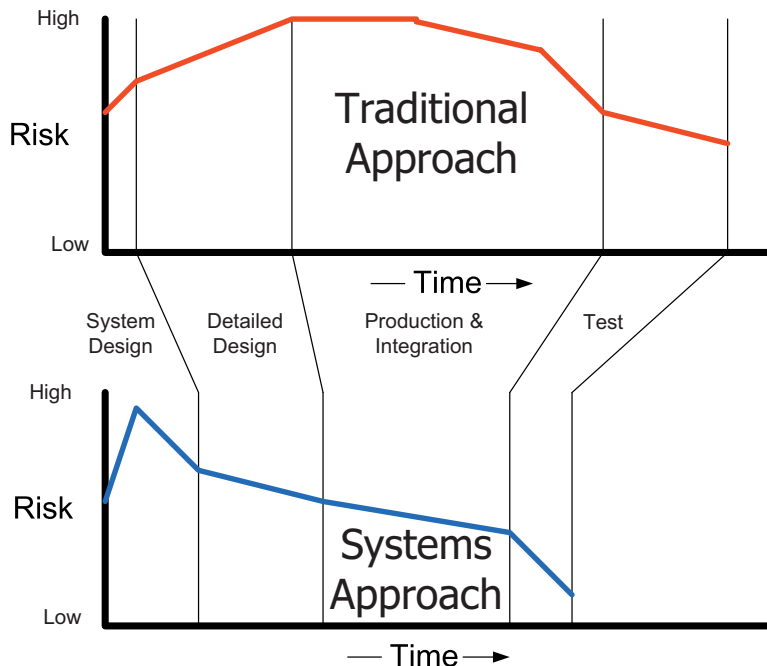 High
Risk
Traditional
Approach
Low
Time
System
Design
Detailed
Design
Production &
Integration
Test
High
Risk
Systems
Approach
Low
Time